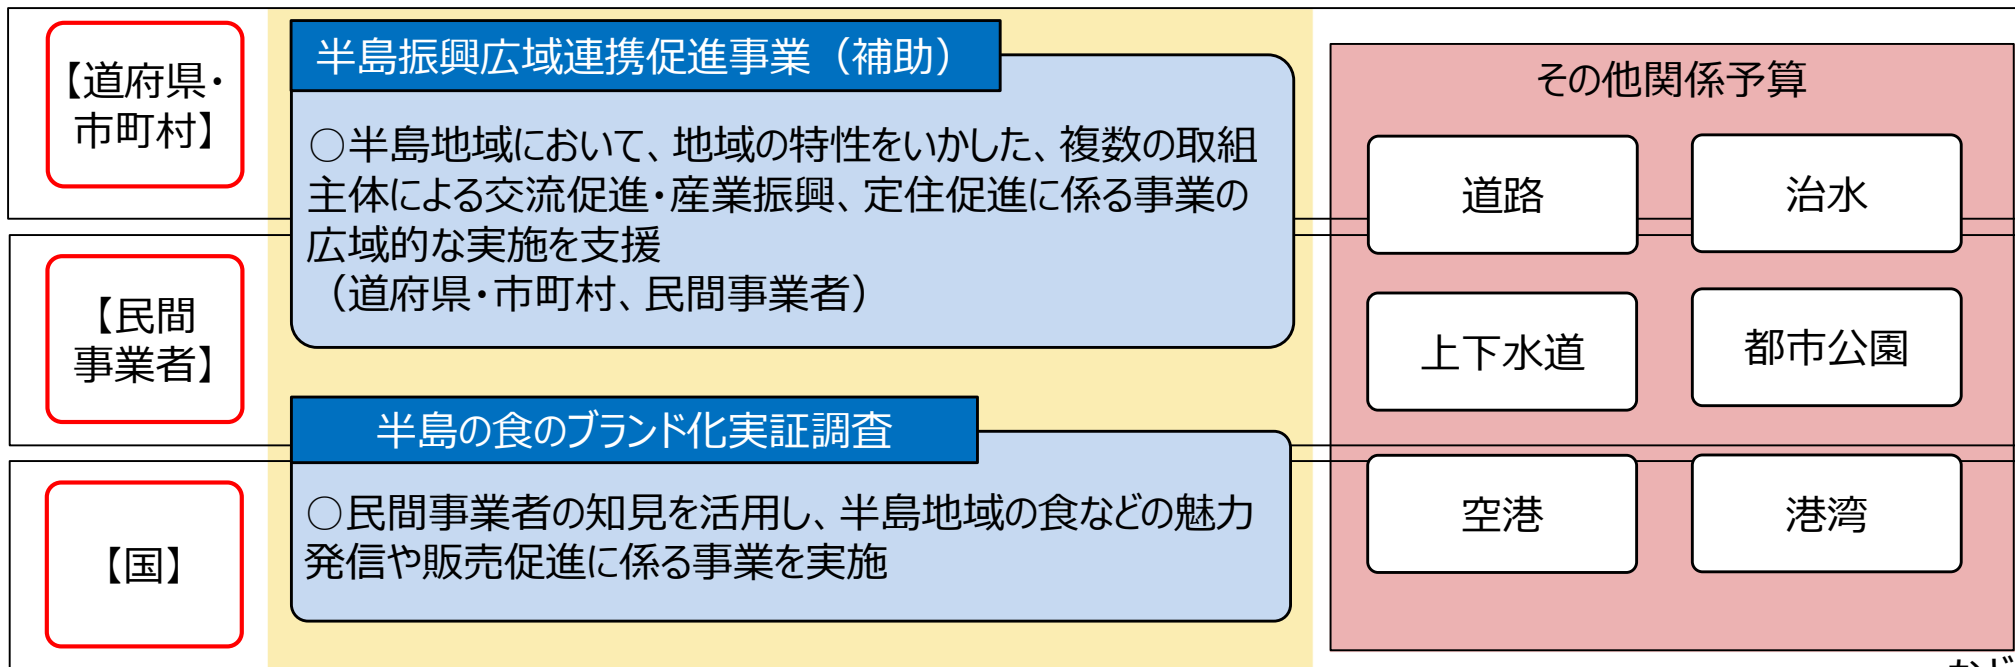 【道府県・
市町村】
半島振興広域連携促進事業（補助）
○半島地域において、地域の特性をいかした、複数の取組
主体による交流促進・産業振興、定住促進に係る事業の
広域的な実施を支援
（道府県・市町村、民間事業者）
【民間
事業者】
半島の食のブランド化実証調査
○民間事業者の知見を活用し、半島地域の食などの魅力
発信や販売促進に係る事業を実施
【国】
その他関係予算
道路
治水
上下水道
都市公園
空港
港湾
など